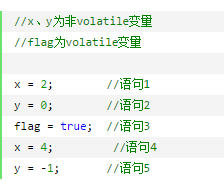 //x、y为非volatile变量
//flag为volatile变量
x = 2;        //语句1
y = 0;        //语句2
flag = true;  //语句3
x = 4;         //语句4
y = -1;       //语句5